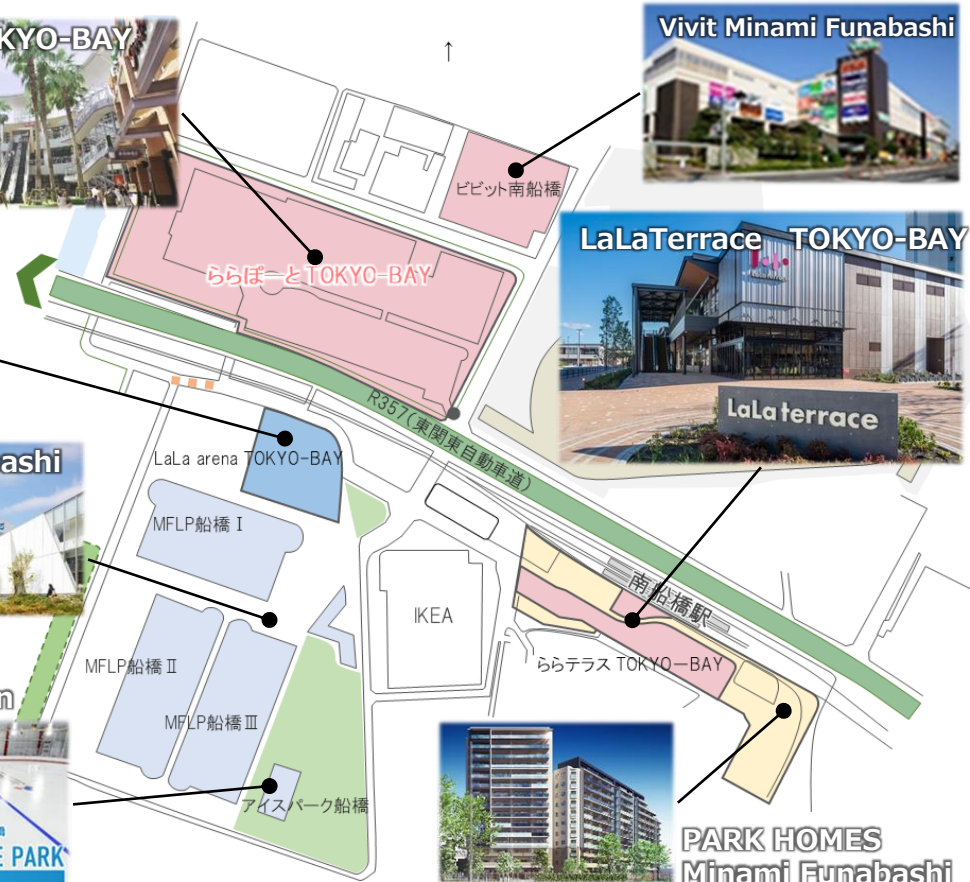 KYO-BAY
↑
Vivit Minami Funabashi
ビビット南船橋
LaLaTerrace TOKYO-BAY
ららぽーとTOKYO-BAY
LaLa terrace
R357(東関東自動車道)
LaLa arena TOKYO-BAY
ashi
MFLP船橋Ⅰ
南船橋駅
IKEA
ららテラス TOKYO-BAY
MFLP船橋Ⅱ
n
MFLP船橋Ⅲ
アイスパーク船橋
E PARK
PARK HOMES
Minami Funabashi